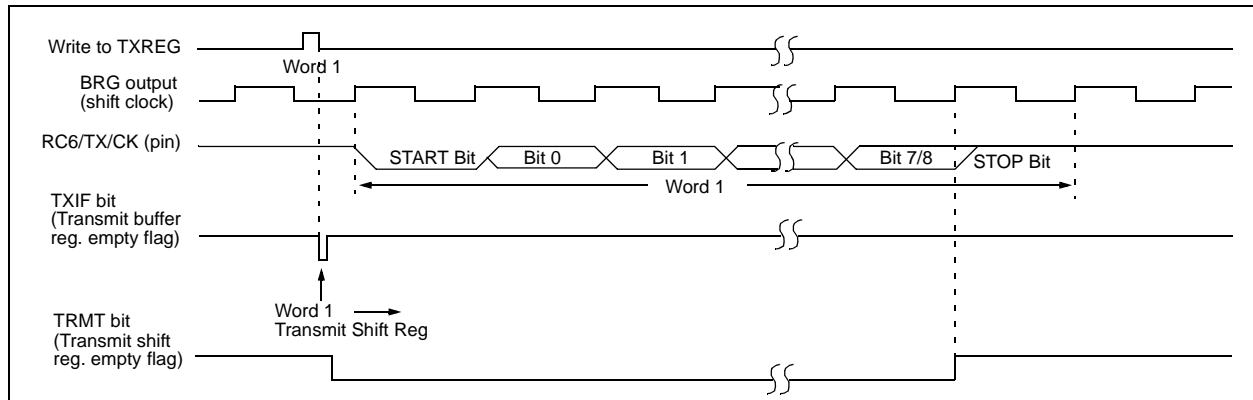 Write to TXREG
Word 1
BRG output
(shift clock)
RC6/TX/CK (pin)
START Bit
Bit 0
Bit 1
Bit 7/8
STOP Bit
Word 1
TXIF bit
(Transmit buffer
reg. empty flag)
Word 1
Transmit Shift Reg
TRMT bit
(Transmit shift
reg. empty flag)